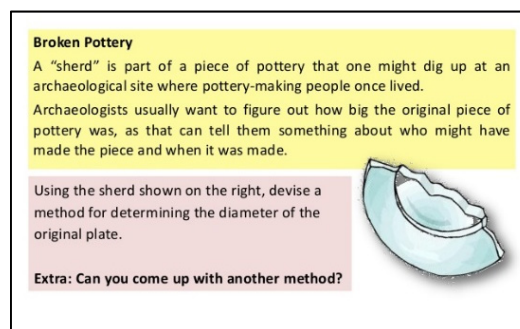 Broken Pottery
A “sherd” is part of a piece of pottery that one might dig up at an
archaeological site where pottery-making people once lived.
Archaeologists usually want to figure out how big the original piece of
pottery was, as that can tell them something about who might have
made the piece and when it was made.
Using the sherd shown on the right, devise a
method for determining the diameter of the
original plate.
Extra: Can you come up with another method?